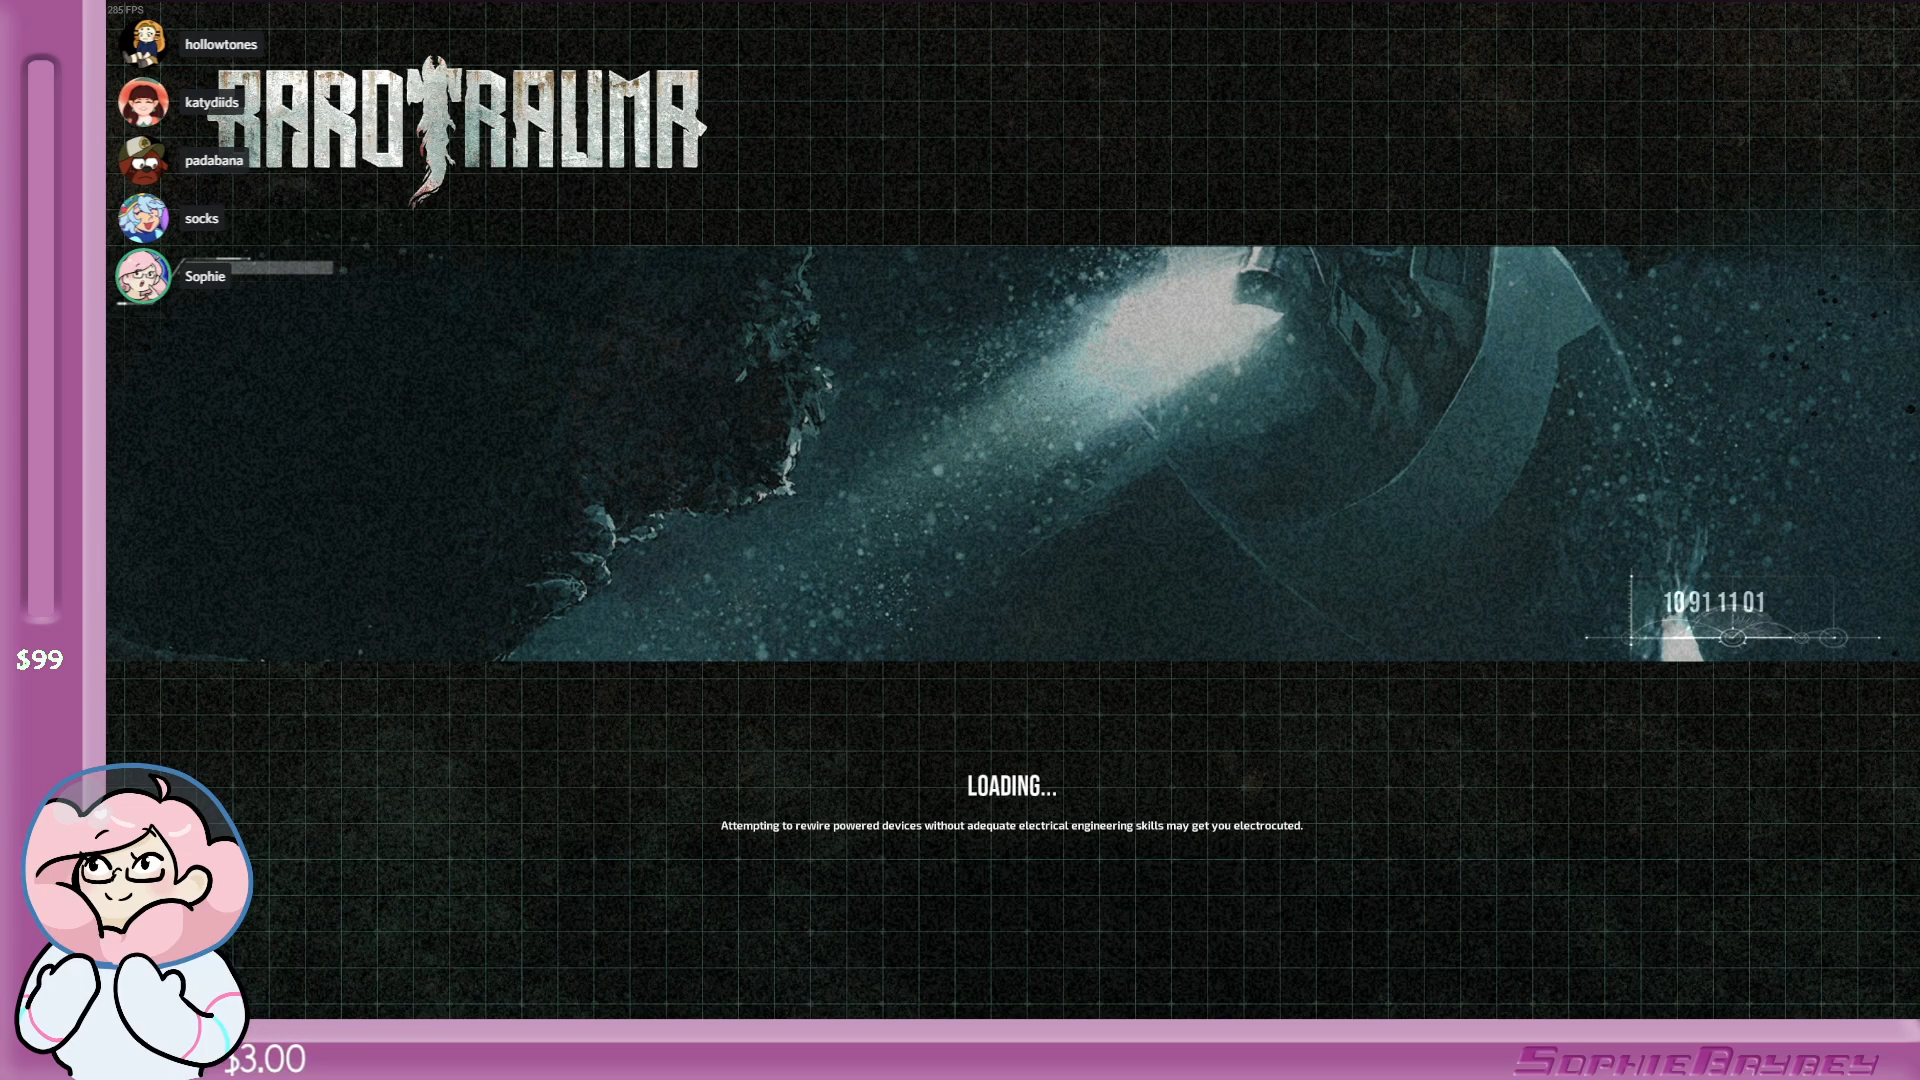 285 FPS
hollowtones
BAROTRAUMA
katydiids
padabana
socks
Sophie
10 91 11 01
$99
LOADING...
Attempting to rewire powered devices without adequate electrical engineering skills may get you electrocuted.
$3.00
SOPHIEBAYBEY